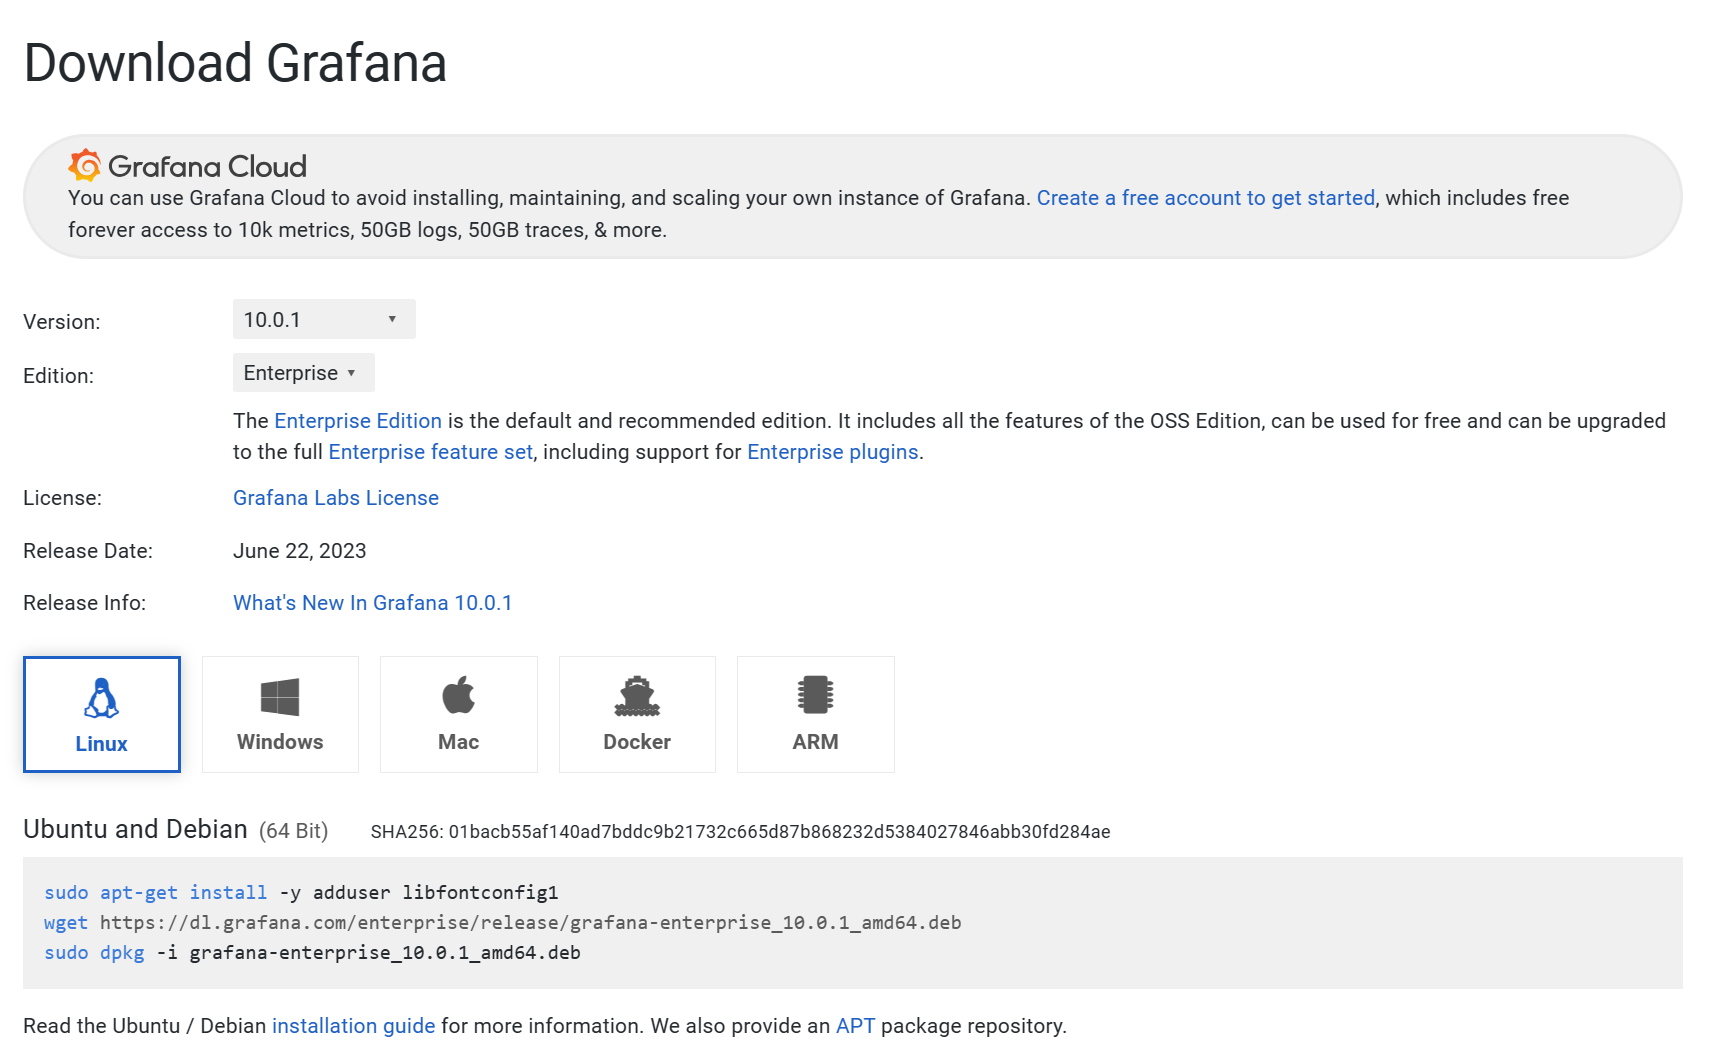 Download Grafana
Grafana Cloud
You can use Grafana Cloud to avoid installing, maintaining, and scaling your own instance of Grafana. Create a free account to get started, which includes free
forever access to 10k metrics, 50GB logs, 50GB traces, & more.
Version: 10.0.1
Edition: Enterprise
The Enterprise Edition is the default and recommended edition. It includes all the features of the OSS Edition, can be used for free and can be upgraded
to the full Enterprise feature set, including support for Enterprise plugins.
License: Grafana Labs License
Release Date: June 22, 2023
Release Info: What's New In Grafana 10.0.1
Linux Windows Mac Docker ARM
Ubuntu and Debian (64 Bit) SHA256: 01bacb55af140ad7bddc9b21732c665d87b868232d5384027846abb30fd284ae
sudo apt-get install -y adduser libfontconfig1
wget https://dl.grafana.com/enterprise/release/grafana-enterprise_10.0.1_amd64.deb
sudo dpkg -i grafana-enterprise_10.0.1_amd64.deb
Read the Ubuntu / Debian installation guide for more information. We also provide an APT package repository.